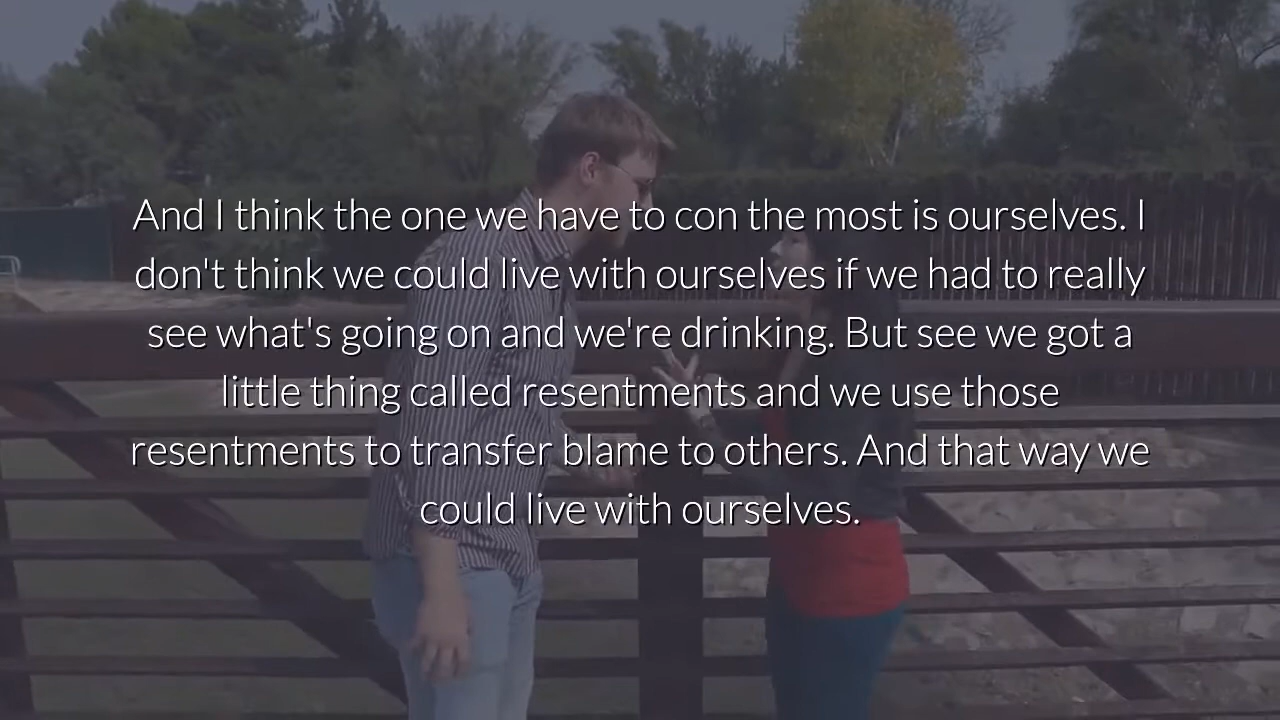 And I think the one we have to con the most is ourselves. I
don't think we could live with ourselves if we had to really
see what's going on and we're drinking. But see we got a
little thing called resentments and we use those
resentments to transfer blame to others. And that way we
could live with ourselves.